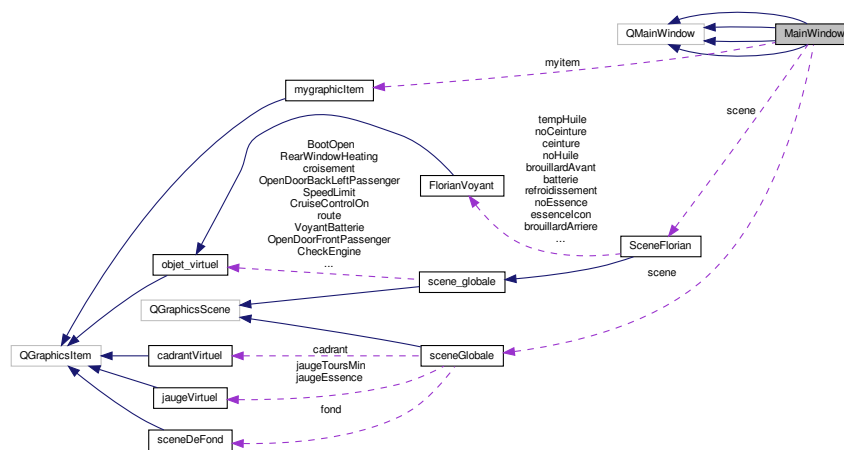 QMainWindow
MainWindow
myitem
mygraphicItem
scene
tempHuile
noCeinture
ceinture
noHuile
brouillardAvant
batterie
refroidissement
noEssence
essenceIcon
brouillardArriere
...
BootOpen
RearWindowHeating
croisement
OpenDoorBackLeftPassenger
SpeedLimit
CruiseControlOn
route
VoyantBatterie
OpenDoorFrontPassenger
CheckEngine
...
FlorianVoyant
SceneFlorian
objet_virtuel
scene_globale
scene
QGraphicsScene
QGraphicsItem
cadrantVirtuel
cadrant
sceneGlobale
jaugeToursMin
jaugeEssence
jaugeVirtuel
fond
sceneDeFond